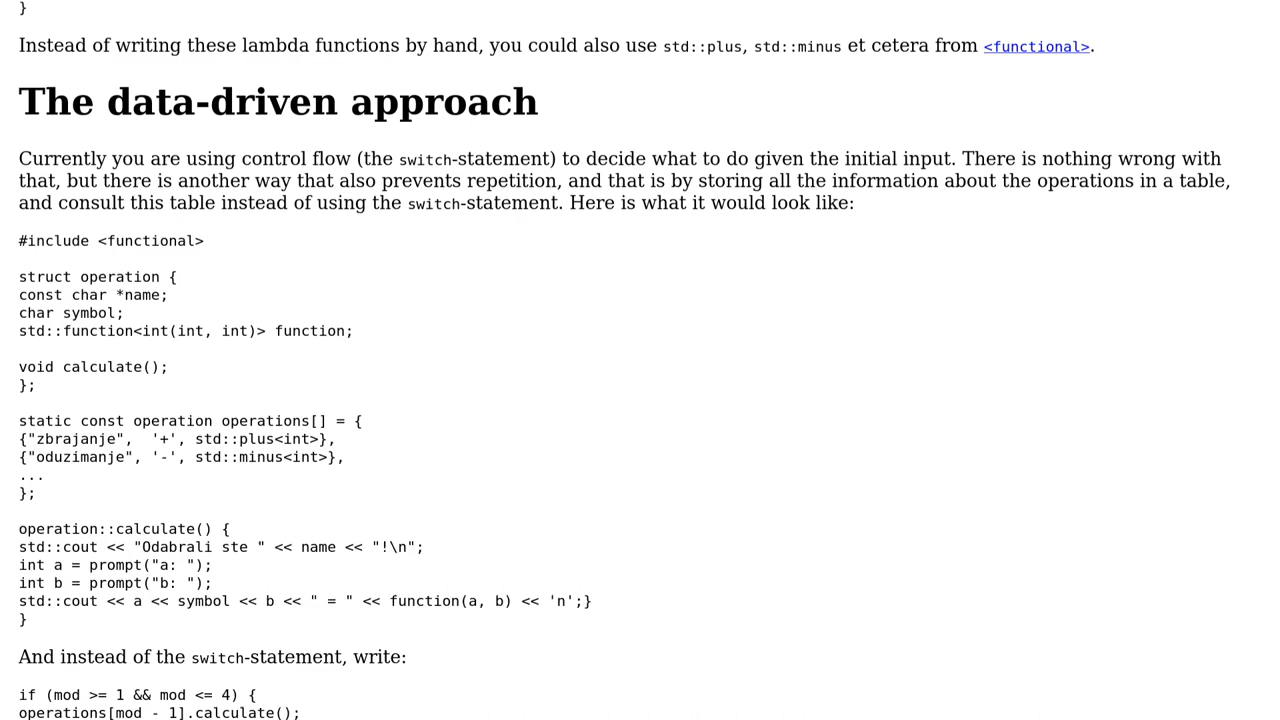 }
Instead of writing these lambda functions by hand, you could also use std::plus, std::minus et cetera from <functional>.
The data-driven approach
Currently you are using control flow (the switch-statement) to decide what to do given the initial input. There is nothing wrong with
that, but there is another way that also prevents repetition, and that is by storing all the information about the operations in a table,
and consult this table instead of using the switch-statement. Here is what it would look like:
#include <functional>
struct operation {
const char *name;
char symbol;
std::function<int(int, int)> function;
void calculate();
};
static const operation operations[] = {
{"zbrajanje",  '+', std::plus<int>},
{"oduzimanje", '-', std::minus<int>},
...
};
operation::calculate() {
std::cout << "Odabrali ste " << name << "!\n";
int a = prompt("a: ");
int b = prompt("b: ");
std::cout << a << symbol << b << " = " << function(a, b) << 'n';}
}
And instead of the switch-statement, write:
if (mod >= 1 && mod <= 4) {
operations[mod - 1].calculate();